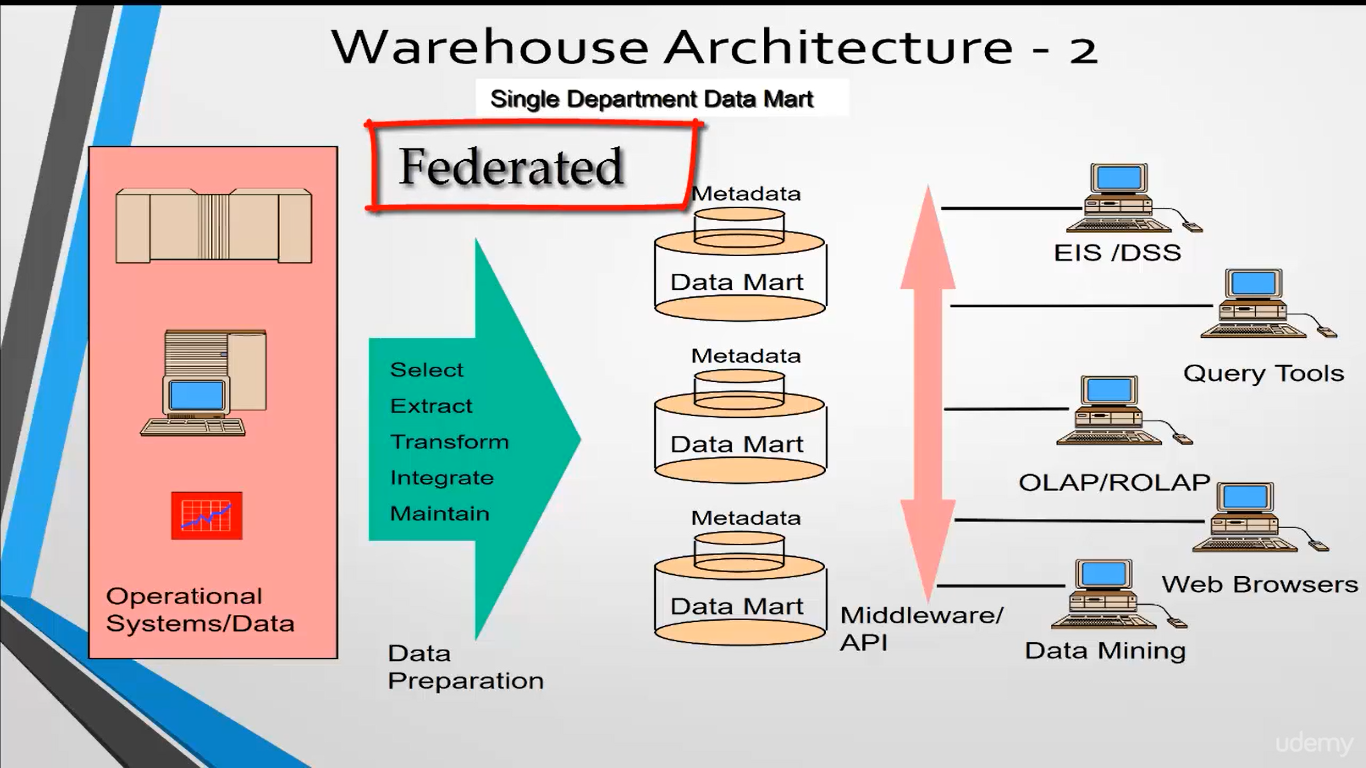 Warehouse Architecture - 2
Single Department Data Mart
Federated
Operational
Systems/Data
Select
Extract
Transform
Integrate
Maintain
Data
Preparation
Metadata
Data Mart
Metadata
Data Mart
Metadata
Data Mart
Middleware/
API
EIS /DSS
Query Tools
OLAP/ROLAP
Web Browsers
Data Mining
udemy